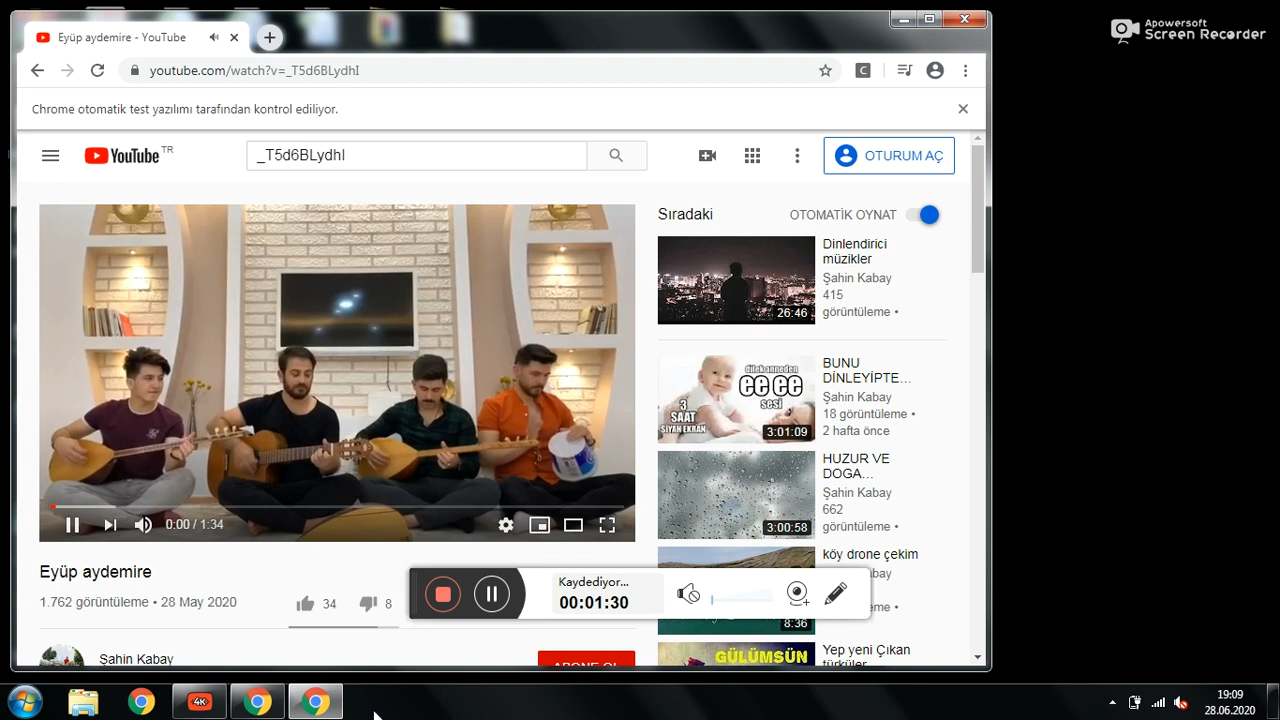 Apowersoft
Screen Recorder
Eyüp aydemire - YouTube
youtube.com/watch?v=_T5d6BLydhI
C
Chrome otomatik test yazılımı tarafından kontrol ediliyor.
YouTube TR
_T5d6BLydhI
OTURUM AÇ
Sıradaki
OTOMATİK OYNAT
Dinlendirici
müzikler
Şahin Kabay
415
görüntüleme •
26:46
BUNU
DİNLEYİPTE...
Şahin Kabay
18 görüntüleme •
2 hafta önce
dilekanneden
ee ee
sesi
3
SAAT
SİYAH EKRAN
3:01:09
HUZUR VE
DOGA...
Şahin Kabay
662
görüntüleme •
3:00:58
köy drone çekim
8:36
GÜLÜMSÜN
Yep yeni Çıkan
türküler
0:00 / 1:34
Eyüp aydemire
1.762 görüntüleme • 28 May 2020
34
8
Kaydediyor...
00:01:30
Şahin Kabay
ABONE OL
4K
19:09
28.06.2020